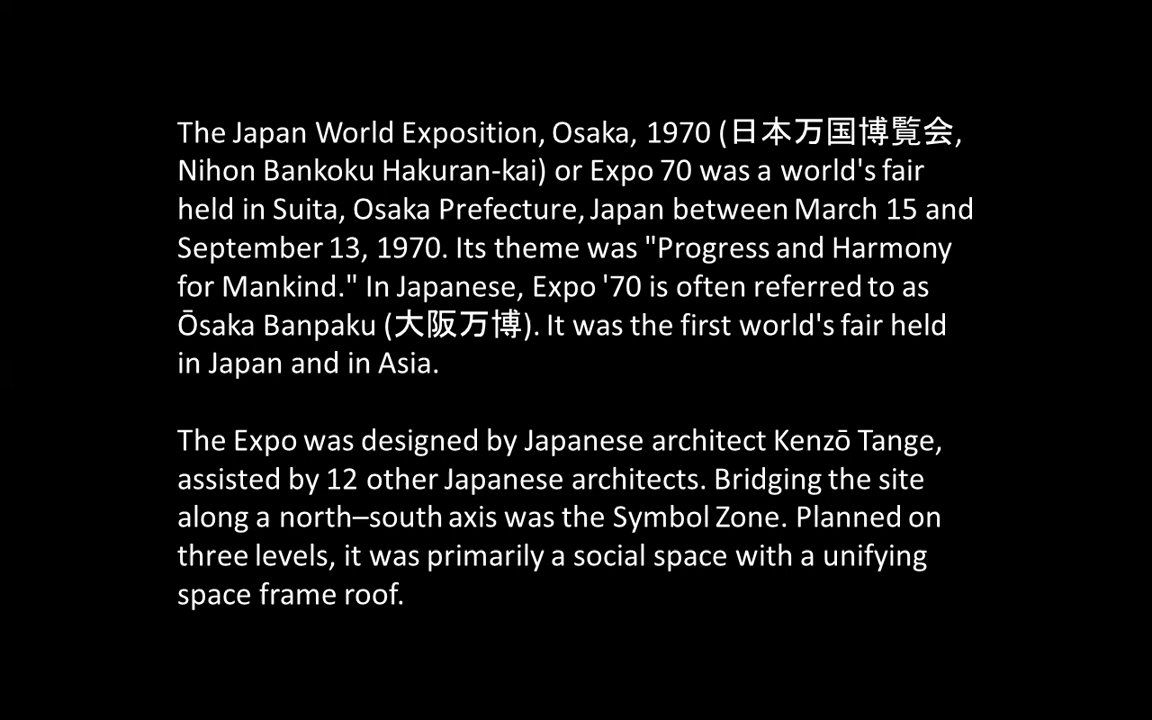 The Japan World Exposition, Osaka, 1970 (日本万国博覧会,
Nihon Bankoku Hakuran-kai) or Expo 70 was a world's fair
held in Suita, Osaka Prefecture, Japan between March 15 and
September 13, 1970. Its theme was "Progress and Harmony
for Mankind." In Japanese, Expo '70 is often referred to as
Ōsaka Banpaku (大阪万博). It was the first world's fair held
in Japan and in Asia.
The Expo was designed by Japanese architect Kenzō Tange,
assisted by 12 other Japanese architects. Bridging the site
along a north–south axis was the Symbol Zone. Planned on
three levels, it was primarily a social space with a unifying
space frame roof.